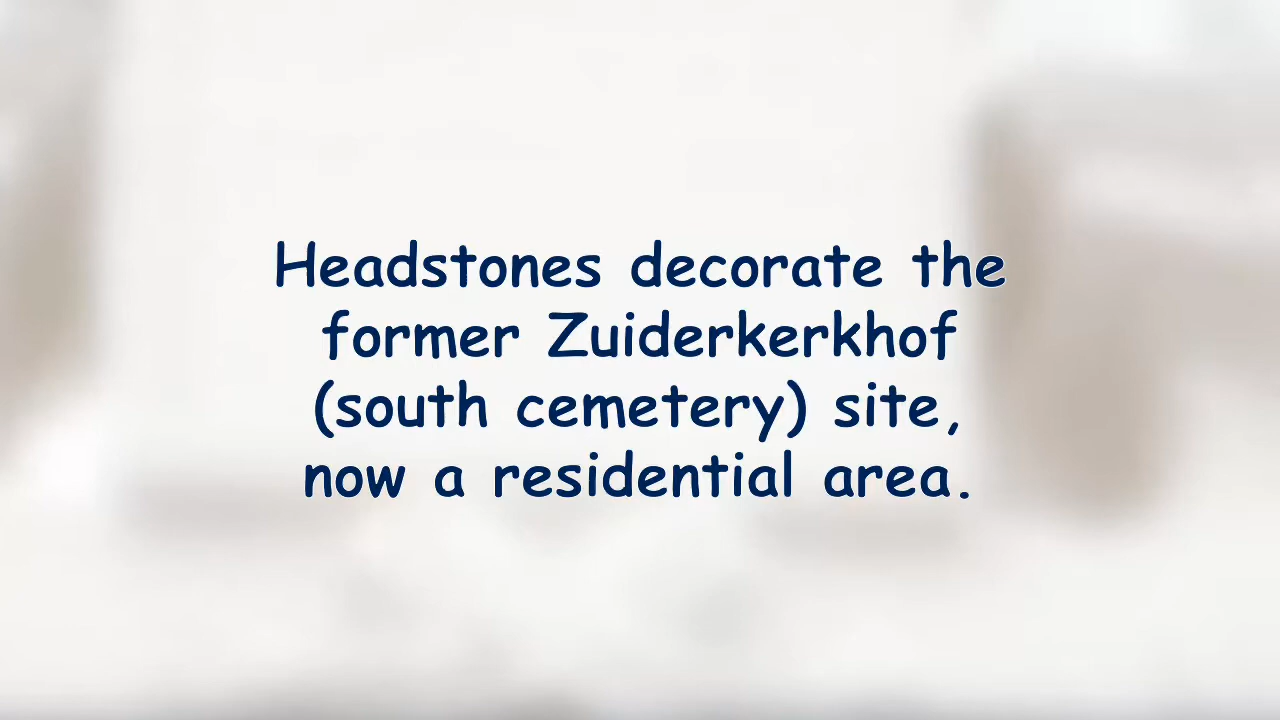 Headstones decorate the
former Zuiderkerkhof
(south cemetery) site,
now a residential area.